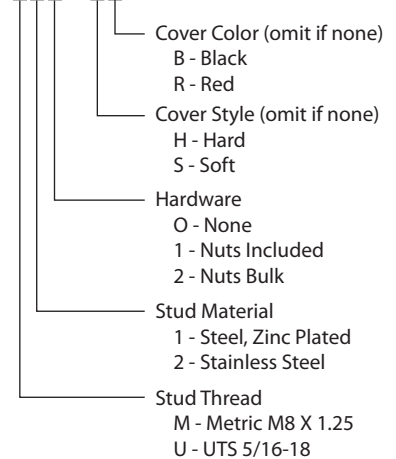 Cover Color (omit if none)
B - Black
R - Red
Cover Style (omit if none)
H - Hard
S - Soft
Hardware
O - None
1 - Nuts Included
2 - Nuts Bulk
Stud Material
1 - Steel, Zinc Plated
2 - Stainless Steel
Stud Thread
M - Metric M8 X 1.25
U - UTS 5/16-18